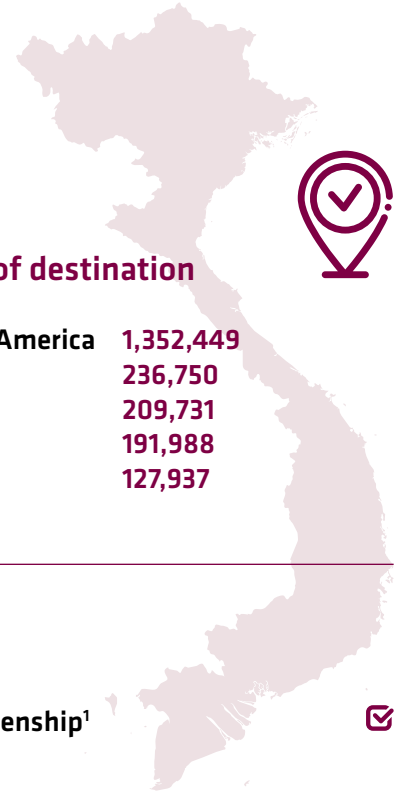 of destination
America 1,352,449
236,750
209,731
191,988
127,937
enship1